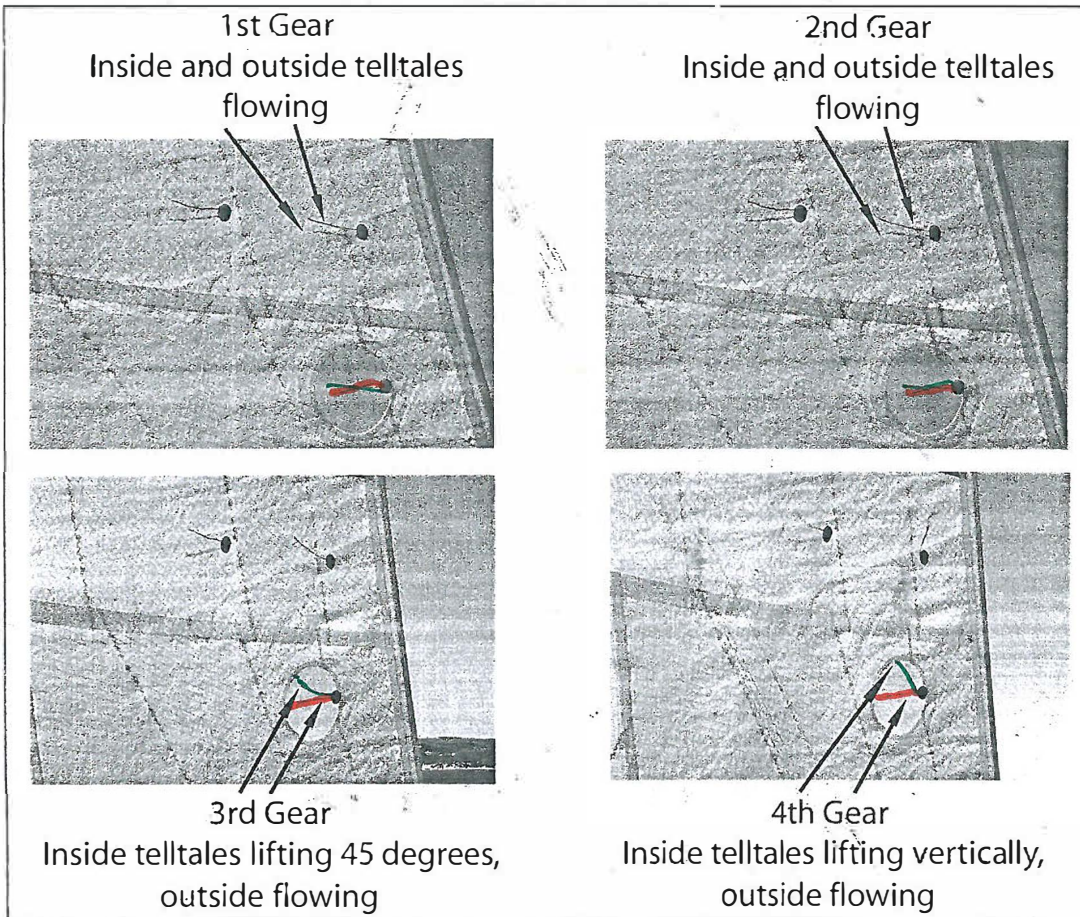 1st Gear
Inside and outside telltales
flowing
2nd Gear
Inside and outside telltales
flowing
3rd Gear
Inside telltales lifting 45 degrees,
outside flowing
4th Gear
Inside telltales lifting vertically,
outside flowing